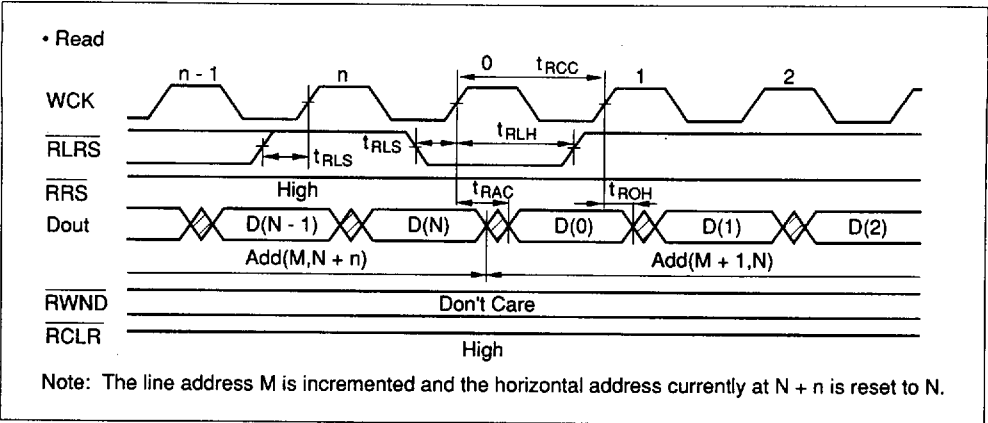 • Read
n - 1 n 0 tRCC 1 2
WCK
RLRS tRLS tRLS tRLH
RRS High tRAC tROH
Dout D(N - 1) D(N) D(0) D(1) D(2)
Add(M,N + n) Add(M + 1,N)
RWND Don't Care
RCLR High
Note: The line address M is incremented and the horizontal address currently at N + n is reset to N.